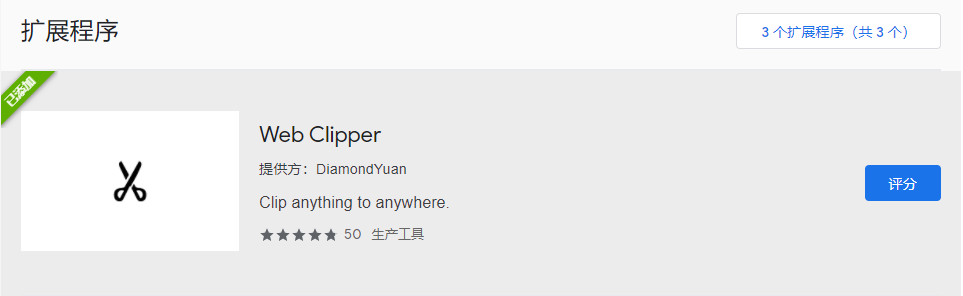 扩展程序
3 个扩展程序（共 3 个）
已添加
Web Clipper
提供方：DiamondYuan
Clip anything to anywhere.
50 生产工具
评分